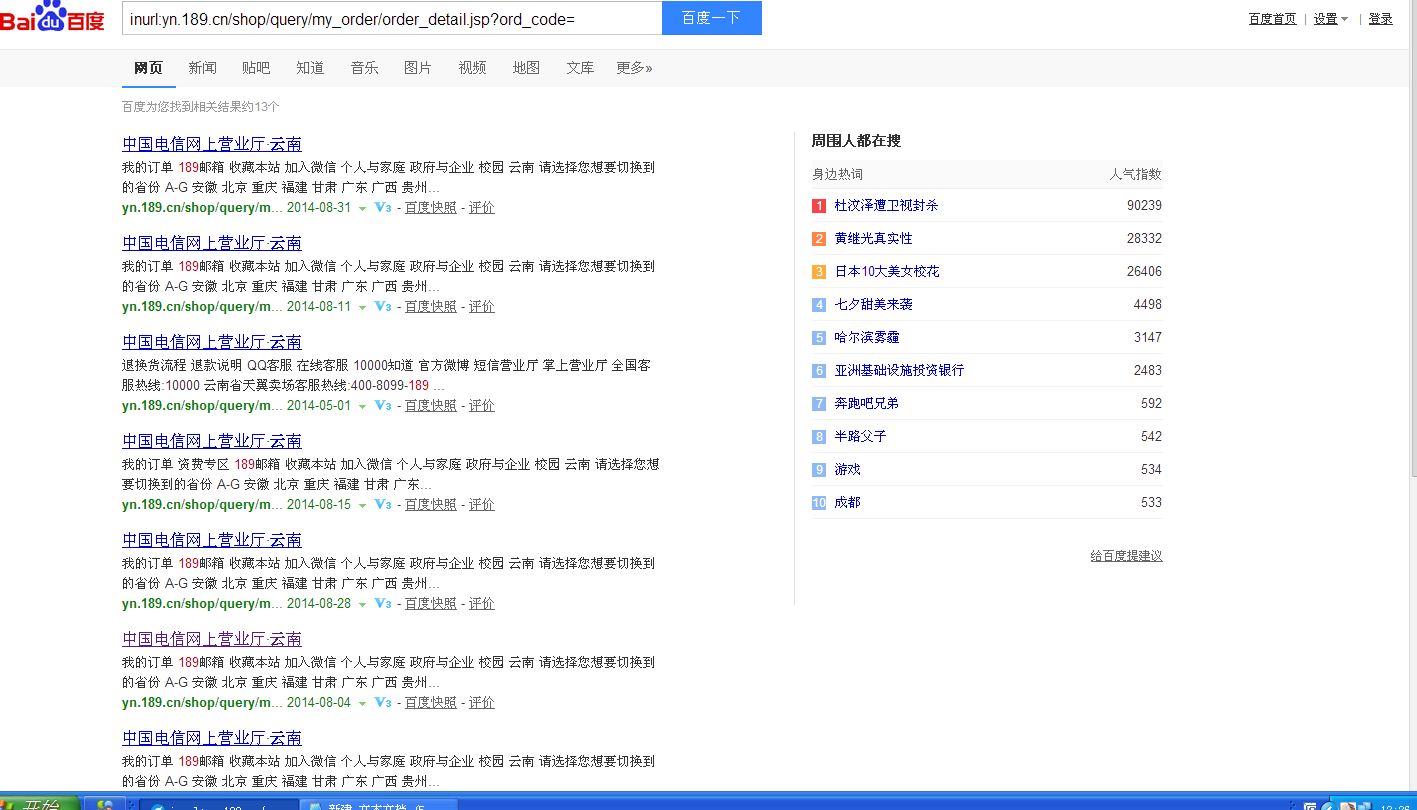 Bai du 百度
inurl:yn.189.cn/shop/query/my_order/order_detail.jsp?ord_code=
百度一下
百度首页 | 设置 | 登录
网页 新闻 贴吧 知道 音乐 图片 视频 地图 文库 更多»
百度为您找到相关结果约13个
中国电信网上营业厅·云南
我的订单 189邮箱 收藏本站 加入微信 个人与家庭 政府与企业 校园 云南 请选择您想要切换到
的省份 A-G 安徽 北京 重庆 福建 甘肃 广东 广西 贵州...
yn.189.cn/shop/query/m... 2014-08-31 V3 - 百度快照 - 评价
中国电信网上营业厅·云南
我的订单 189邮箱 收藏本站 加入微信 个人与家庭 政府与企业 校园 云南 请选择您想要切换到
的省份 A-G 安徽 北京 重庆 福建 甘肃 广东 广西 贵州...
yn.189.cn/shop/query/m... 2014-08-11 V3 - 百度快照 - 评价
中国电信网上营业厅·云南
退换货流程 退款说明 QQ客服 在线客服 10000知道 官方微博 短信营业厅 掌上营业厅 全国客
服热线:10000 云南省天翼卖场客服热线:400-8099-189 ...
yn.189.cn/shop/query/m... 2014-05-01 V3 - 百度快照 - 评价
中国电信网上营业厅·云南
我的订单 资费专区 189邮箱 收藏本站 加入微信 个人与家庭 政府与企业 校园 云南 请选择您想
要切换到的省份 A-G 安徽 北京 重庆 福建 甘肃 广东...
yn.189.cn/shop/query/m... 2014-08-15 V3 - 百度快照 - 评价
中国电信网上营业厅·云南
我的订单 189邮箱 收藏本站 加入微信 个人与家庭 政府与企业 校园 云南 请选择您想要切换到
的省份 A-G 安徽 北京 重庆 福建 甘肃 广东 广西 贵州...
yn.189.cn/shop/query/m... 2014-08-28 V3 - 百度快照 - 评价
中国电信网上营业厅·云南
我的订单 189邮箱 收藏本站 加入微信 个人与家庭 政府与企业 校园 云南 请选择您想要切换到
的省份 A-G 安徽 北京 重庆 福建 甘肃 广东 广西 贵州...
yn.189.cn/shop/query/m... 2014-08-04 V3 - 百度快照 - 评价
中国电信网上营业厅·云南
我的订单 189邮箱 收藏本站 加入微信 个人与家庭 政府与企业 校园 云南 请选择您想要切换到
的省份 A-G 安徽 北京 重庆 福建 甘肃 广东 广西 贵州...
周围人都在搜
身边热词 人气指数
1 杜汶泽遭卫视封杀 90239
2 黄继光真实性 28332
3 日本10大美女校花 26406
4 七夕甜美来袭 4498
5 哈尔滨雾霾 3147
6 亚洲基础设施投资银行 2483
7 奔跑吧兄弟 592
8 半路父子 542
9 游戏 534
10 成都 533
给百度提建议
开始